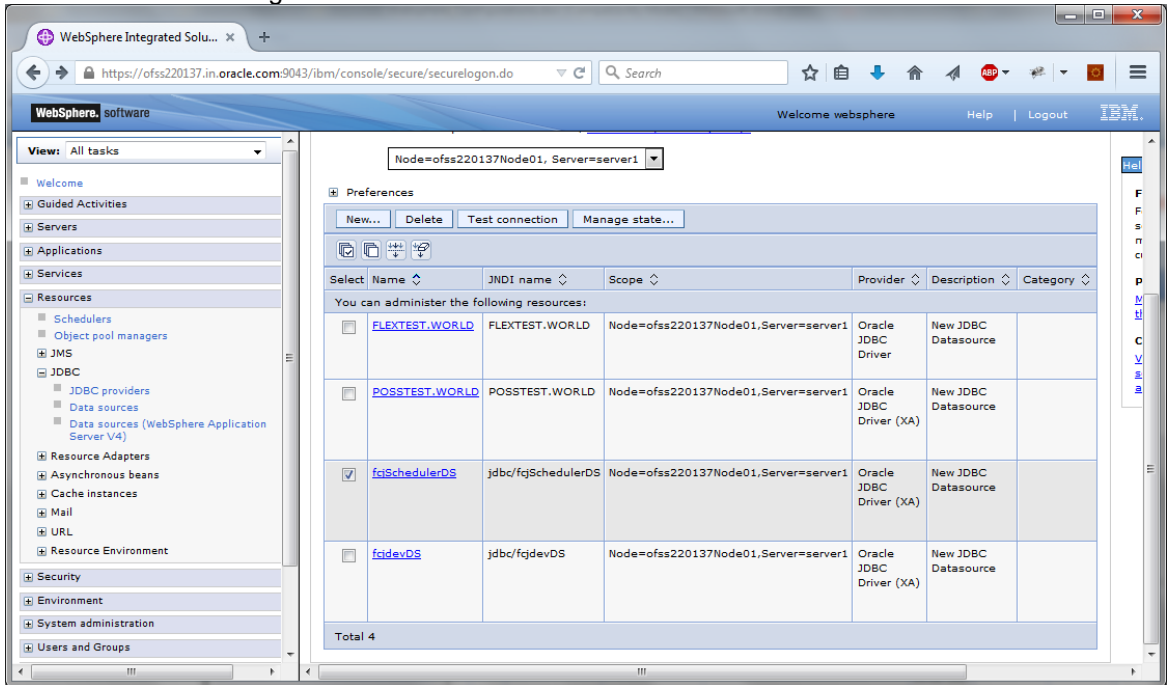 WebSphere Integrated Solu...
https://ofss220137.in.oracle.com:9043/ibm/console/secure/securelogon.do
Search
ABP
WebSphere. software
Welcome websphere
Help | Logout
IBM.
View: All tasks
Welcome
Guided Activities
Servers
Applications
Services
Resources
Schedulers
Object pool managers
JMS
JDBC
JDBC providers
Data sources
Data sources (WebSphere Application
Server V4)
Resource Adapters
Asynchronous beans
Cache instances
Mail
URL
Resource Environment
Security
Environment
System administration
Users and Groups
Node=ofss220137Node01, Server=server1
Preferences
New... Delete Test connection Manage state...
Select Name JNDI name Scope Provider Description Category
You can administer the following resources:
FLEXTEST.WORLD FLEXTEST.WORLD Node=ofss220137Node01,Server=server1 Oracle New JDBC
JDBC Datasource
Driver
POSSTEST.WORLD POSSTEST.WORLD Node=ofss220137Node01,Server=server1 Oracle New JDBC
JDBC Datasource
Driver (XA)
fcjSchedulerDS jdbc/fcjSchedulerDS Node=ofss220137Node01,Server=server1 Oracle New JDBC
JDBC Datasource
Driver (XA)
fcjdevDS jdbc/fcjdevDS Node=ofss220137Node01,Server=server1 Oracle New JDBC
JDBC Datasource
Driver (XA)
Total 4
Hel